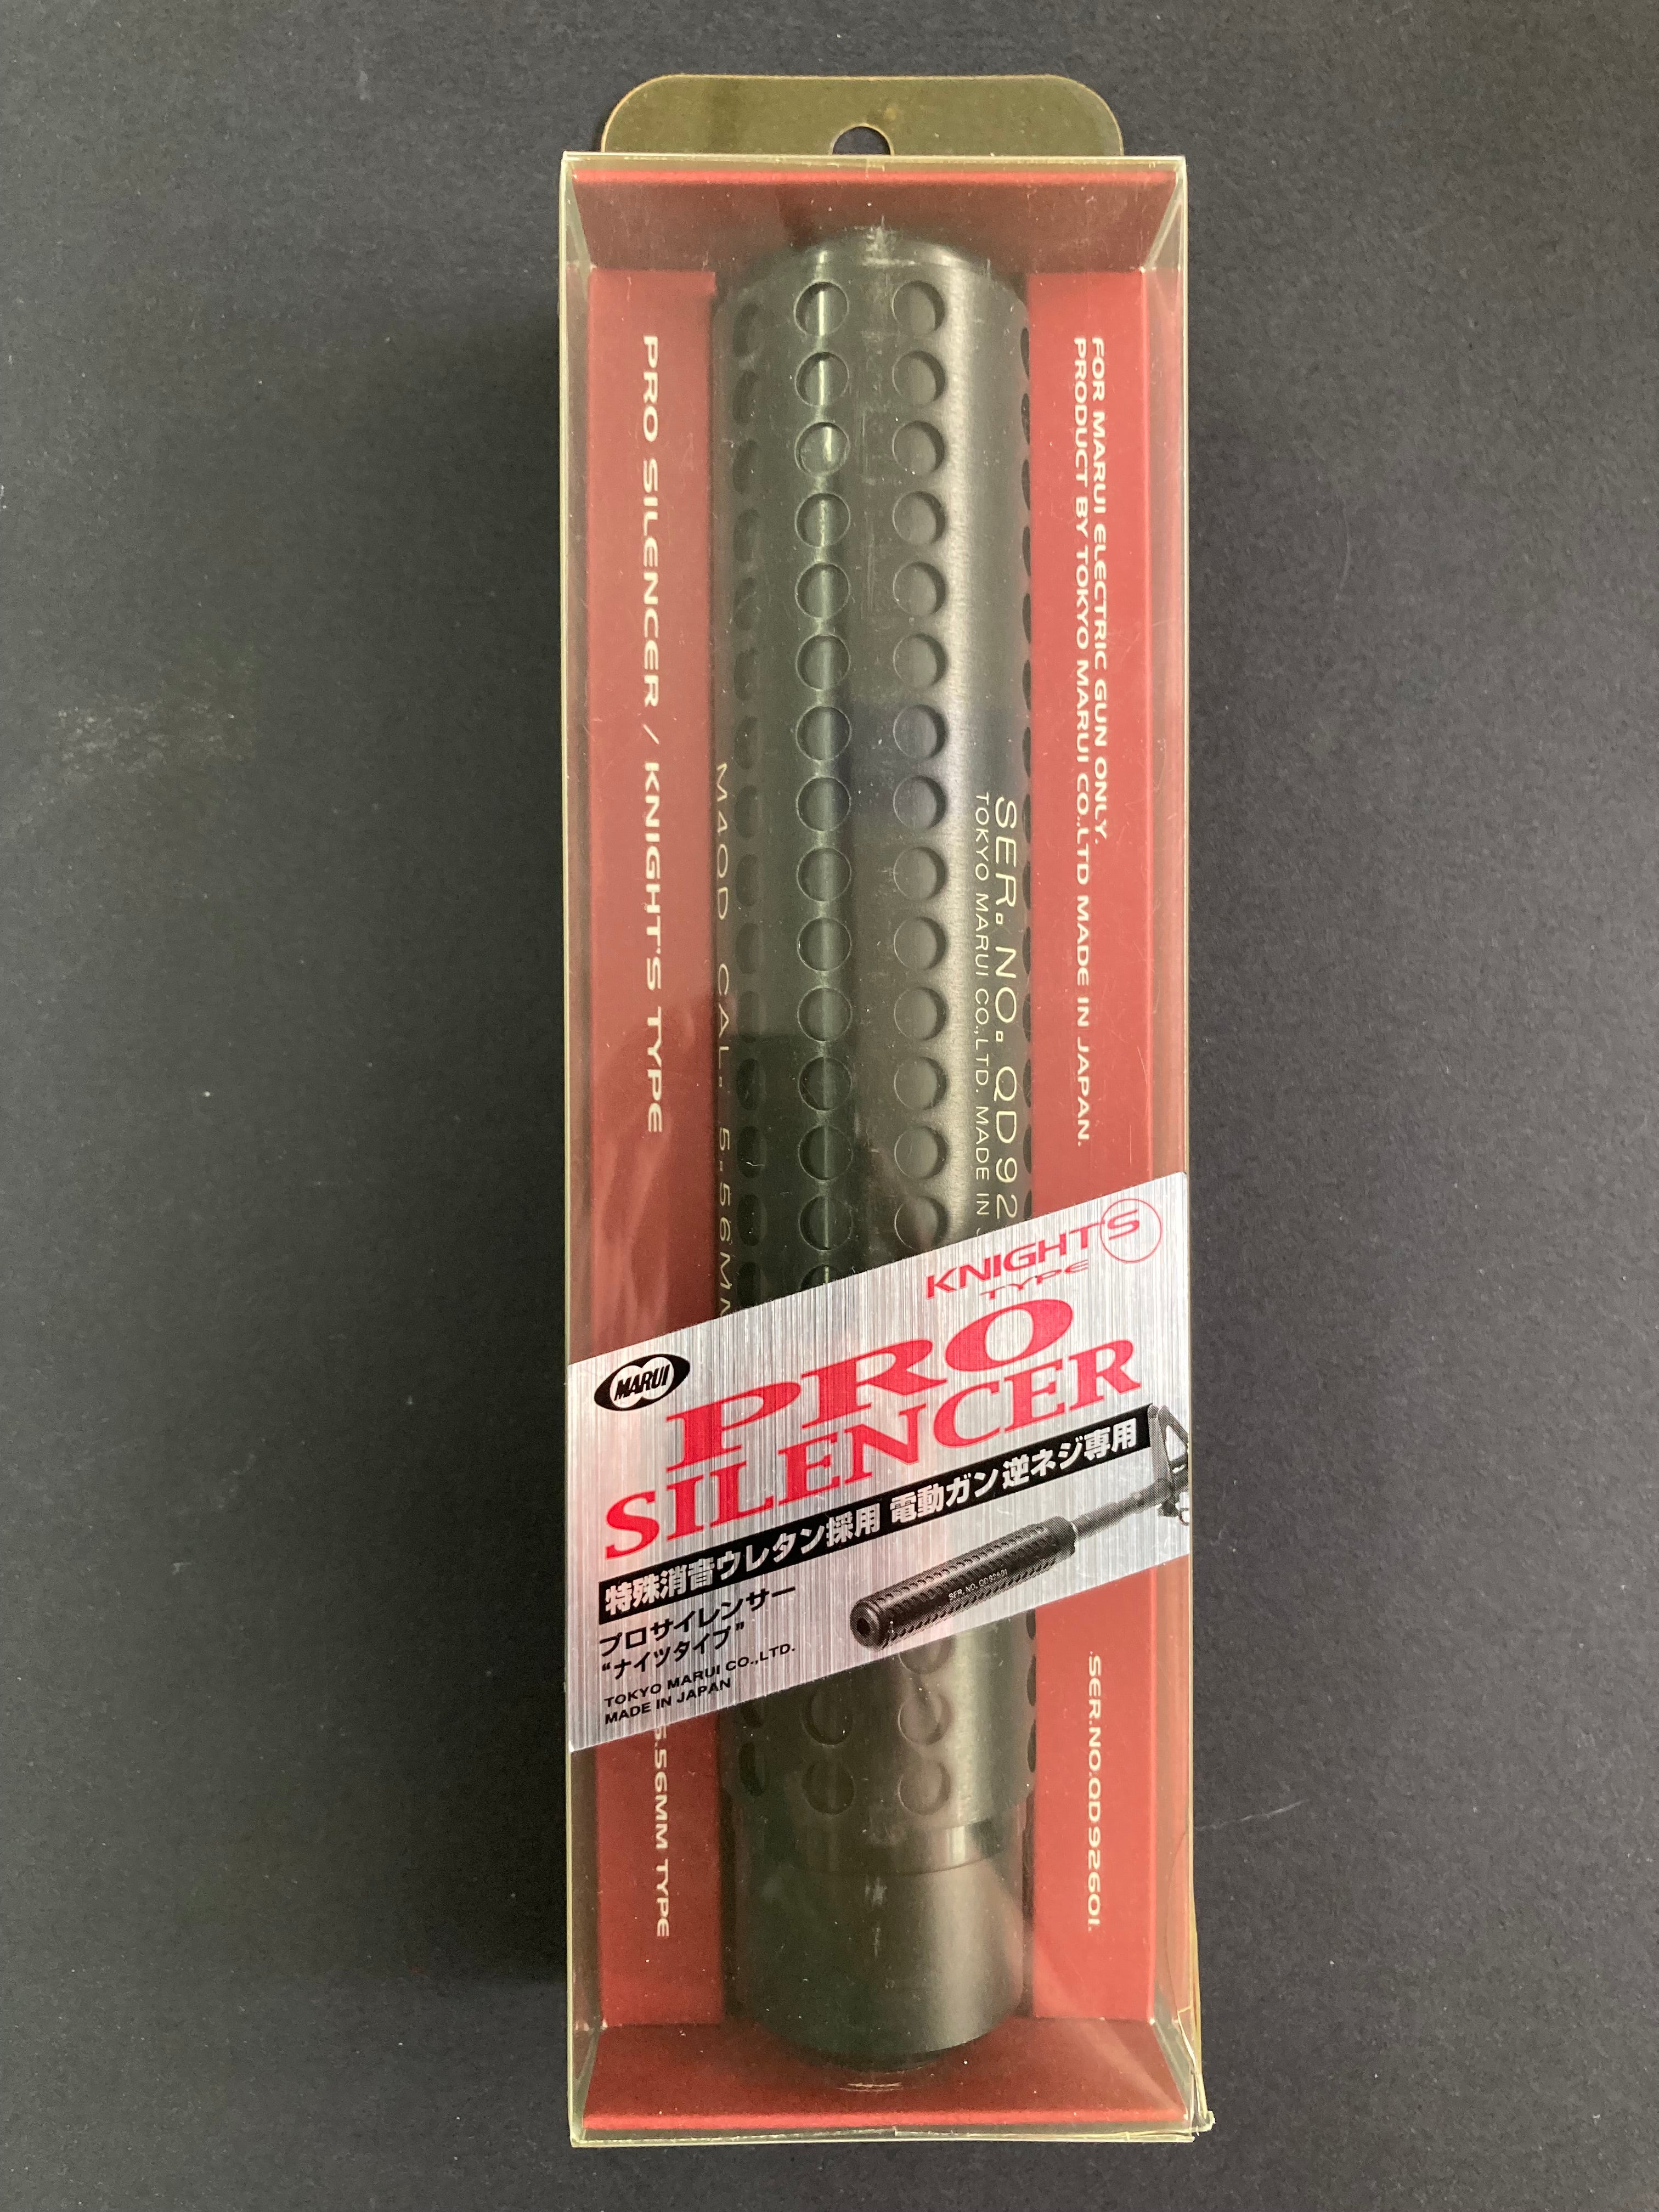 PRO SILENCER / KNIGHT'S TYPE
5.56MM TYPE
FOR MARUI ELECTRIC GUN ONLY.
PRODUCT BY TOKYO MARUI CO.,LTD MADE IN JAPAN.
SER.NO.QD92601.
M40D CAL. 5.56M
SER. NO. QD92
TOKYO MARUI CO.,LTD. MADE IN
KNIGHT'S
TYPE
MARUI
PRO
SILENCER
特殊消音ウレタン採用 電動ガン逆ネジ専用
SER. NO. QD92601
プロサイレンサー
“ナイツタイプ”
TOKYO MARUI CO.,LTD.
MADE IN JAPAN